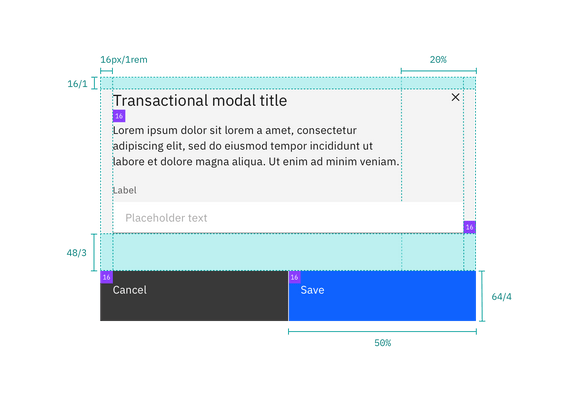 16px/1rem
20%
16/1
Transactional modal title
16
Lorem ipsum dolor sit lorem a amet, consectetur
adipiscing elit, sed do eiusmod tempor incididunt ut
labore et dolore magna aliqua. Ut enim ad minim veniam.
Label
Placeholder text
16
48/3
16
16
Cancel
Save
64/4
50%